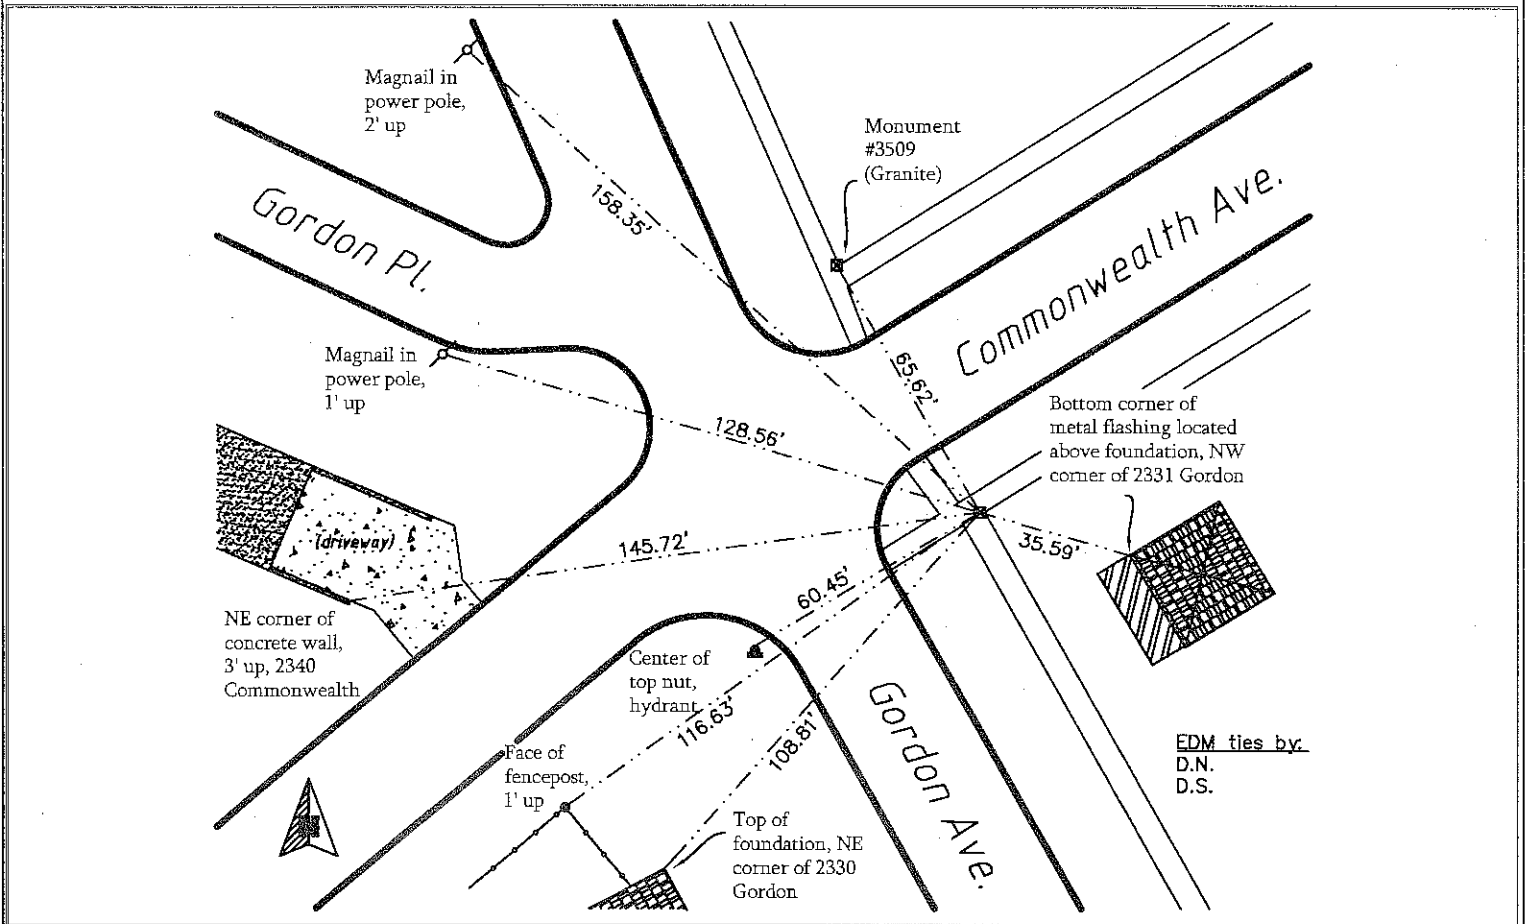 Magnail in
power pole,
2' up
Monument
#3509
(Granite)
Gordon Pl.
158.35'
Commonwealth Ave.
65.62'
Magnail in
power pole,
1' up
128.56'
Bottom corner of
metal flashing located
above foundation, NW
corner of 2331 Gordon
(driveway)
145.72'
35.59'
60.45'
NE corner of
concrete wall,
3' up, 2340
Commonwealth
Center of
top nut,
hydrant
116.63'
108.81'
Gordon Ave.
Face of
fencepost,
1' up
EDM ties by:
D.N.
D.S.
Top of
foundation, NE
corner of 2330
Gordon